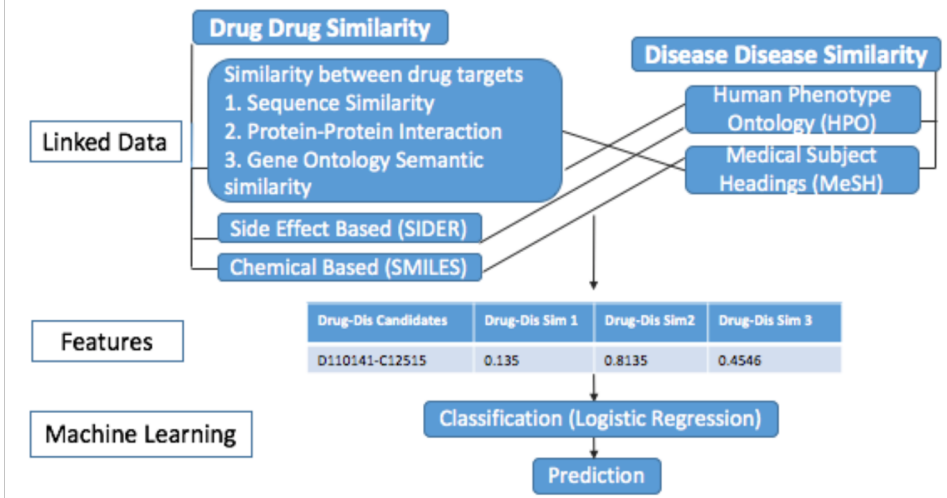 Drug Drug Similarity
Disease Disease Similarity
Linked Data
Similarity between drug targets
1. Sequence Similarity
2. Protein-Protein Interaction
3. Gene Ontology Semantic
similarity
Side Effect Based (SIDER)
Chemical Based (SMILES)
Human Phenotype
Ontology (HPO)
Medical Subject
Headings (MeSH)
Features
Drug-Dis Candidates Drug-Dis Sim 1 Drug-Dis Sim2 Drug-Dis Sim 3
D110141-C12515 0.135 0.8135 0.4546
Machine Learning
Classification (Logistic Regression)
Prediction